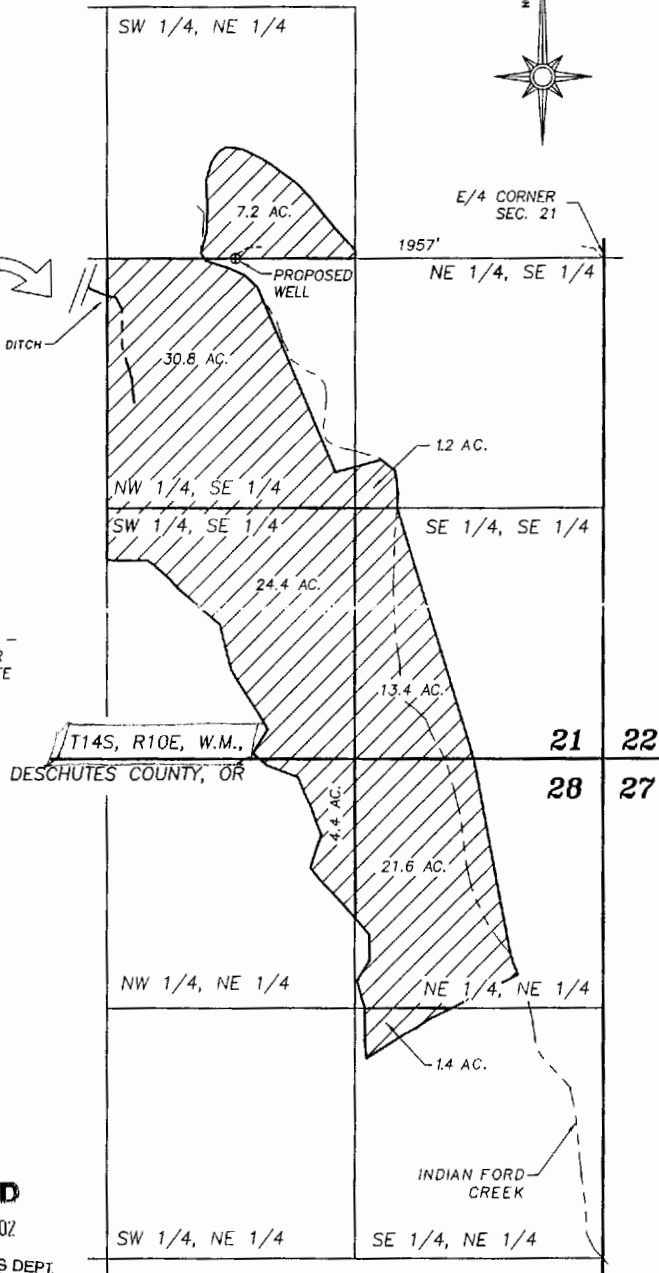 N
SW 1/4, NE 1/4
E/4 CORNER
SEC. 21
7.2 AC.
1957'
PROPOSED
WELL
NE 1/4, SE 1/4
DITCH
30.8 AC.
1.2 AC.
NW 1/4, SE 1/4
SW 1/4, SE 1/4
SE 1/4, SE 1/4
24.4 AC.
13.4 AC.
T14S, R10E, W.M.,
DESCHUTES COUNTY, OR
21 22
28 27
4.4 AC.
21.6 AC.
NW 1/4, NE 1/4
NE 1/4, NE 1/4
1.4 AC.
INDIAN FORD
CREEK
SW 1/4, NE 1/4
SE 1/4, NE 1/4
D
02
S DEPT